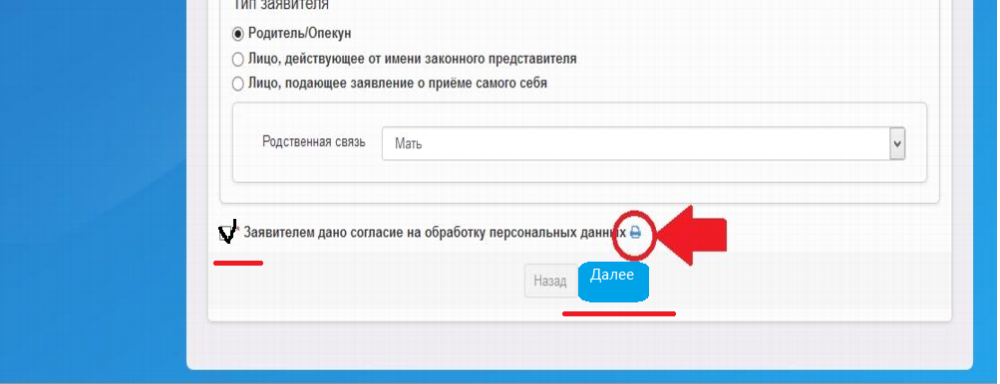 Тип заявителя
Родитель/Опекун
Лицо, действующее от имени законного представителя
Лицо, подающее заявление о приёме самого себя
Родственная связь Мать
* Заявителем дано согласие на обработку персональных данных
Назад Далее